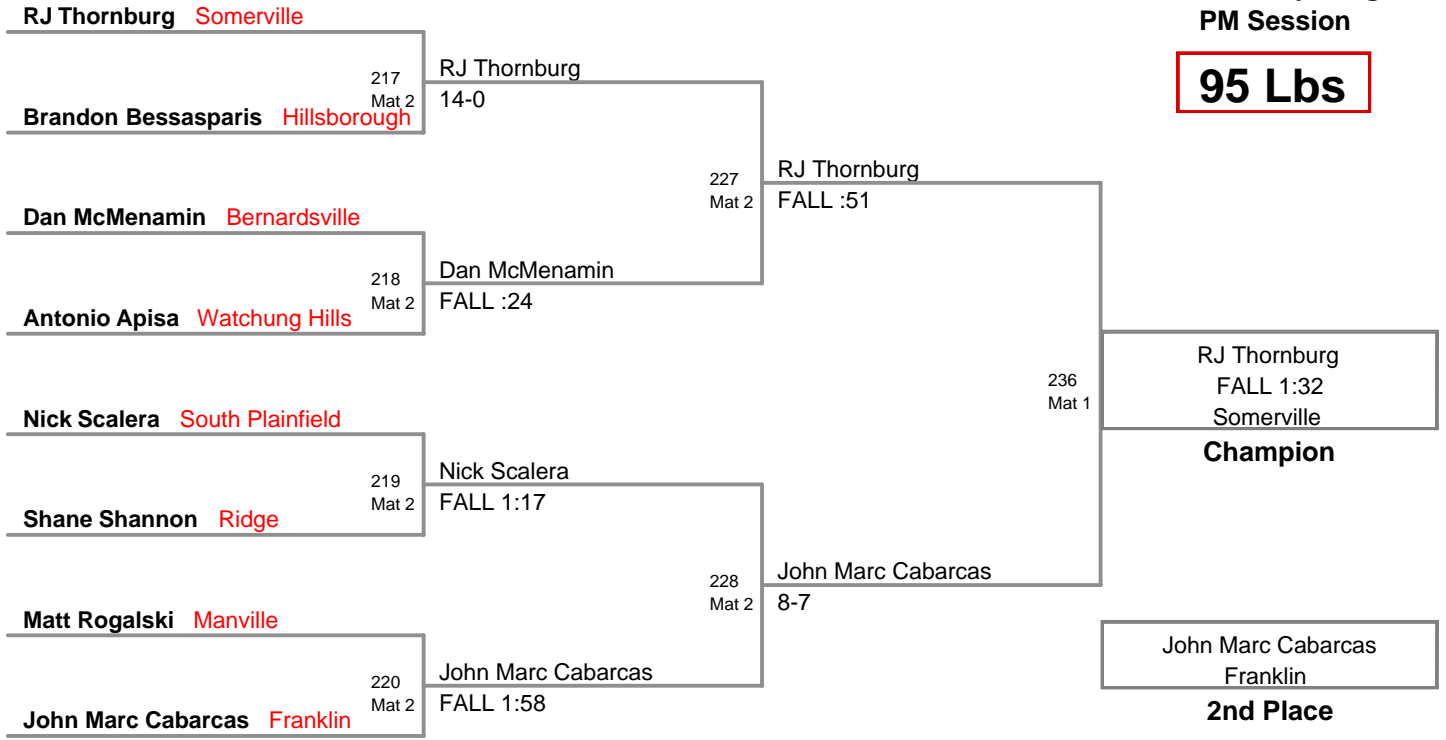 RJ Thornburg Somerville
PM Session
95 Lbs
217 RJ Thornburg
Mat 2 14-0
Brandon Bessasparis Hillsborough
227 RJ Thornburg
Mat 2 FALL :51
Dan McMenamin Bernardsville
218 Dan McMenamin
Mat 2 FALL :24
Antonio Apisa Watchung Hills
236 RJ Thornburg
Mat 1 FALL 1:32
Somerville
Champion
Nick Scalera South Plainfield
219 Nick Scalera
Mat 2 FALL 1:17
Shane Shannon Ridge
228 John Marc Cabarcas
Mat 2 8-7
Matt Rogalski Manville
220 John Marc Cabarcas
Mat 2 FALL 1:58
John Marc Cabarcas Franklin
John Marc Cabarcas
Franklin
2nd Place